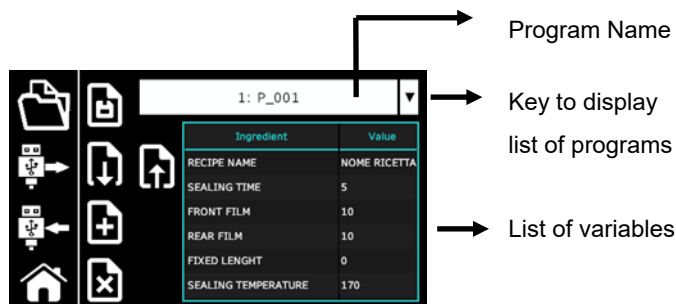 Program Name
1: P_001
Key to display
list of programs
Ingredient Value
RECIPE NAME NOME RICETTA
SEALING TIME 5
FRONT FILM 10
REAR FILM 10
List of variables
FIXED LENGHT 0
SEALING TEMPERATURE 170